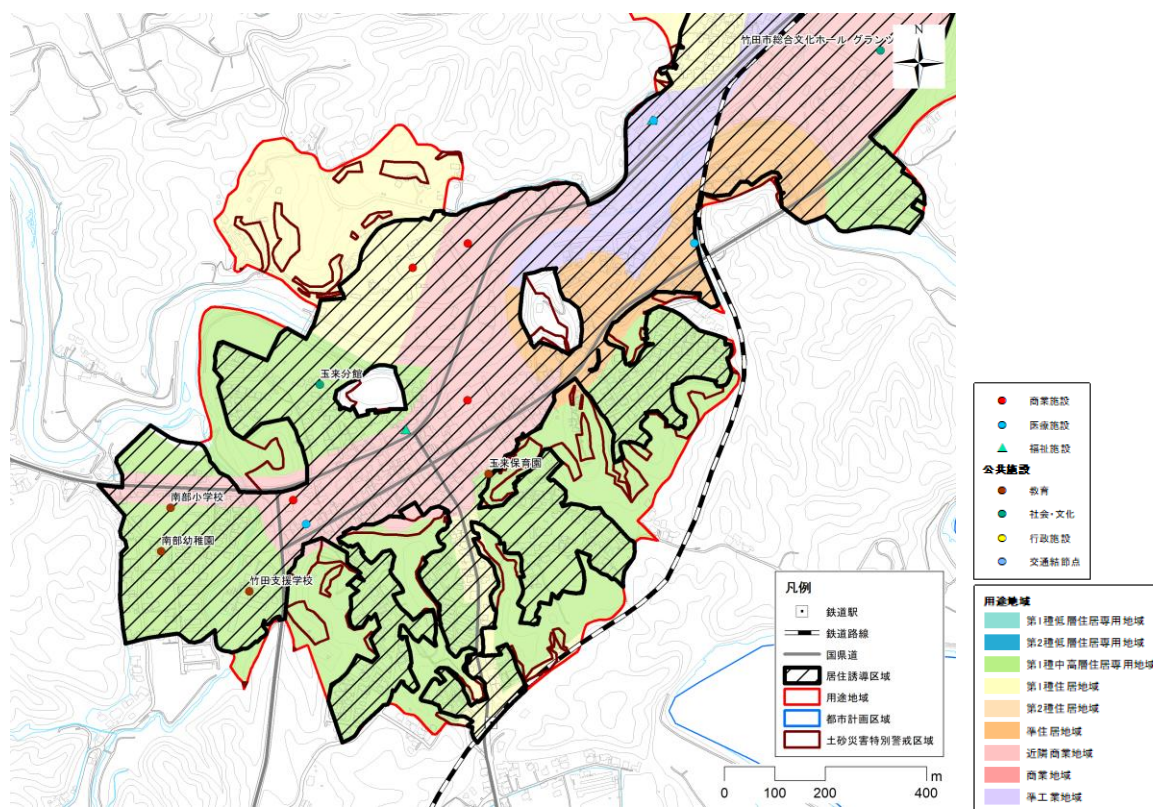 竹田市総合文化ホール グランツ
N
玉来分館
玉来保育園
南部小学校
南部幼稚園
竹田支援学校
凡例
鉄道駅
鉄道路線
国県道
居住誘導区域
用途地域
都市計画区域
土砂災害特別警戒区域
0 100 200 400 m
商業施設
医療施設
福祉施設
公共施設
教育
社会・文化
行政施設
交通結節点
用途地域
第1種低層住居専用地域
第2種低層住居専用地域
第1種中高層住居専用地域
第1種住居地域
第2種住居地域
準住居地域
近隣商業地域
商業地域
準工業地域